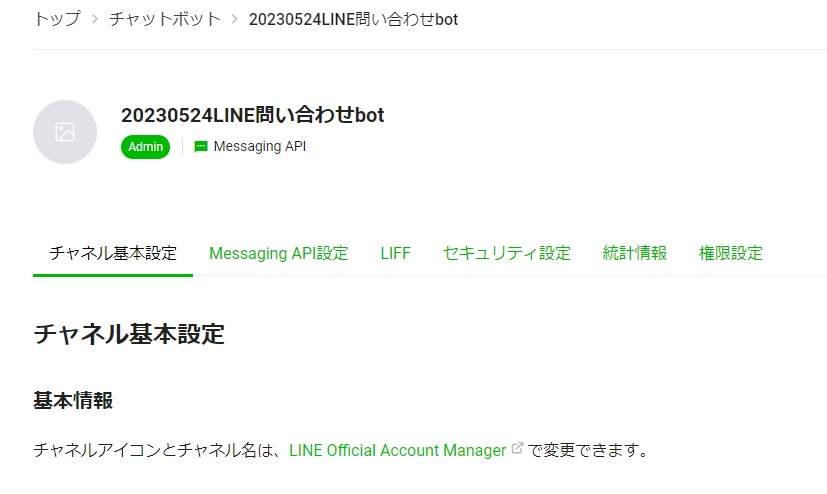 トップ > チャットボット > 20230524LINE問い合わせbot
20230524LINE問い合わせbot
Admin Messaging API
チャネル基本設定 Messaging API設定 LIFF セキュリティ設定 統計情報 権限設定
チャネル基本設定
基本情報
チャネルアイコンとチャネル名は、LINE Official Account Manager で変更できます。